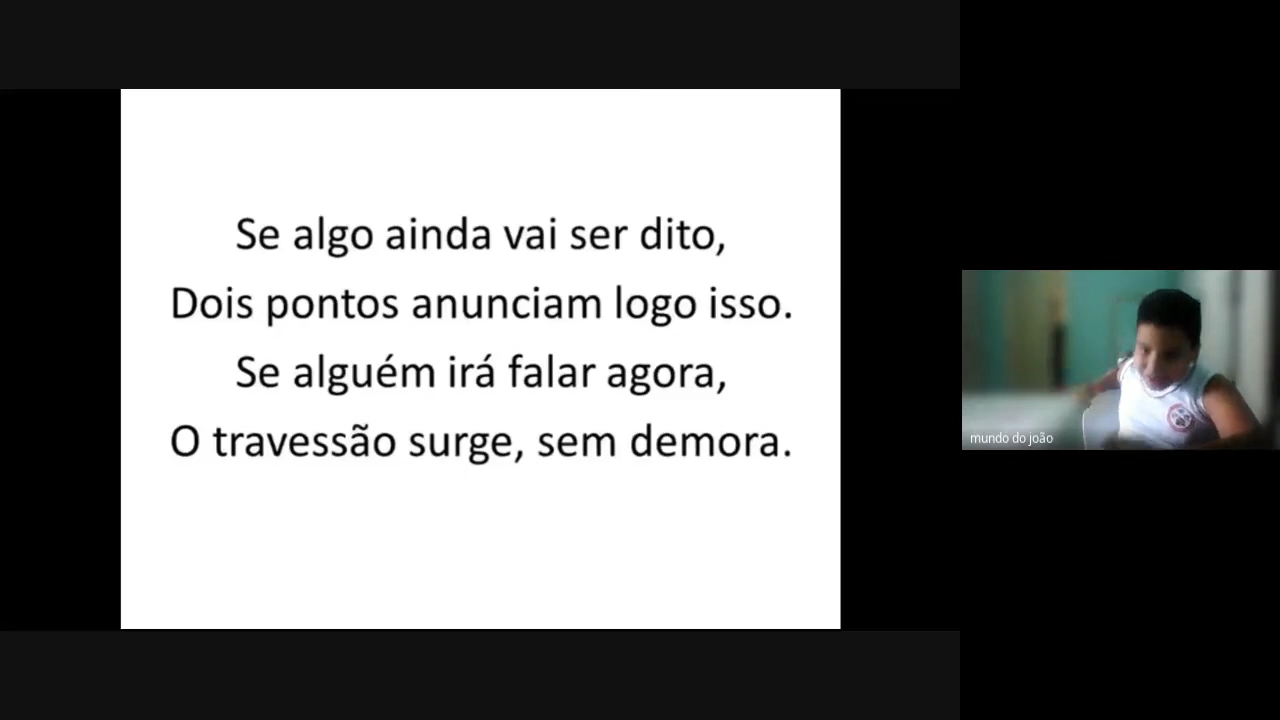 Se algo ainda vai ser dito,
Dois pontos anunciam logo isso.
Se alguém irá falar agora,
O travessão surge, sem demora.
mundo do joão